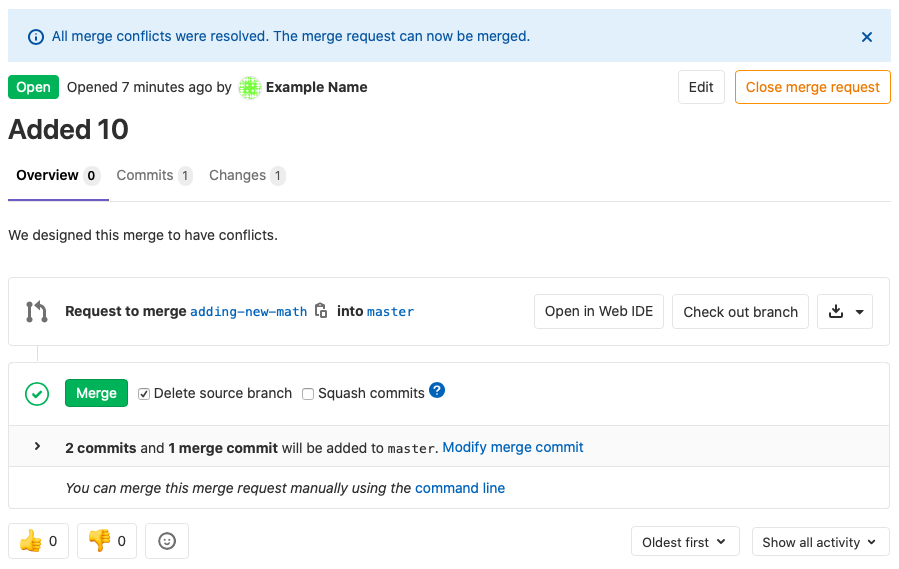 All merge conflicts were resolved. The merge request can now be merged.
Open Opened 7 minutes ago by Example Name Edit Close merge request
Added 10
Overview 0 Commits 1 Changes 1
We designed this merge to have conflicts.
Request to merge adding-new-math into master Open in Web IDE Check out branch
Merge Delete source branch Squash commits ?
2 commits and 1 merge commit will be added to master. Modify merge commit
You can merge this merge request manually using the command line
0 0 Oldest first Show all activity